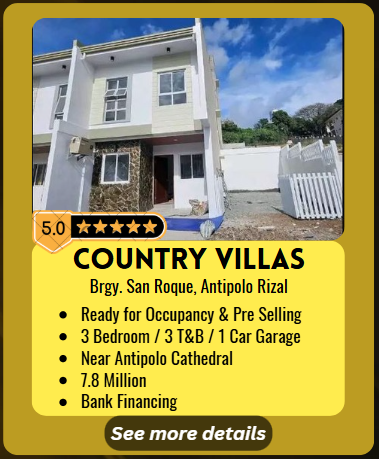 5.0
COUNTRY VILLAS
Brgy. San Roque, Antipolo Rizal
Ready for Occupancy & Pre Selling
3 Bedroom / 3 T&B / 1 Car Garage
Near Antipolo Cathedral
7.8 Million
Bank Financing
See more details